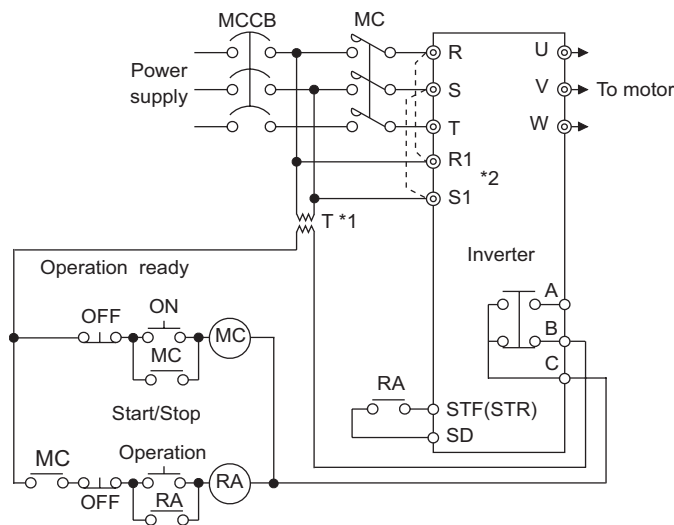 MCCB
MC
Power
supply
R
S
T
R1
*2
S1
U
V
W
To motor
T *1
Inverter
Operation ready
OFF
ON
MC
MC
A
B
C
Start/Stop
RA
STF(STR)
SD
MC
OFF
Operation
RA
RA